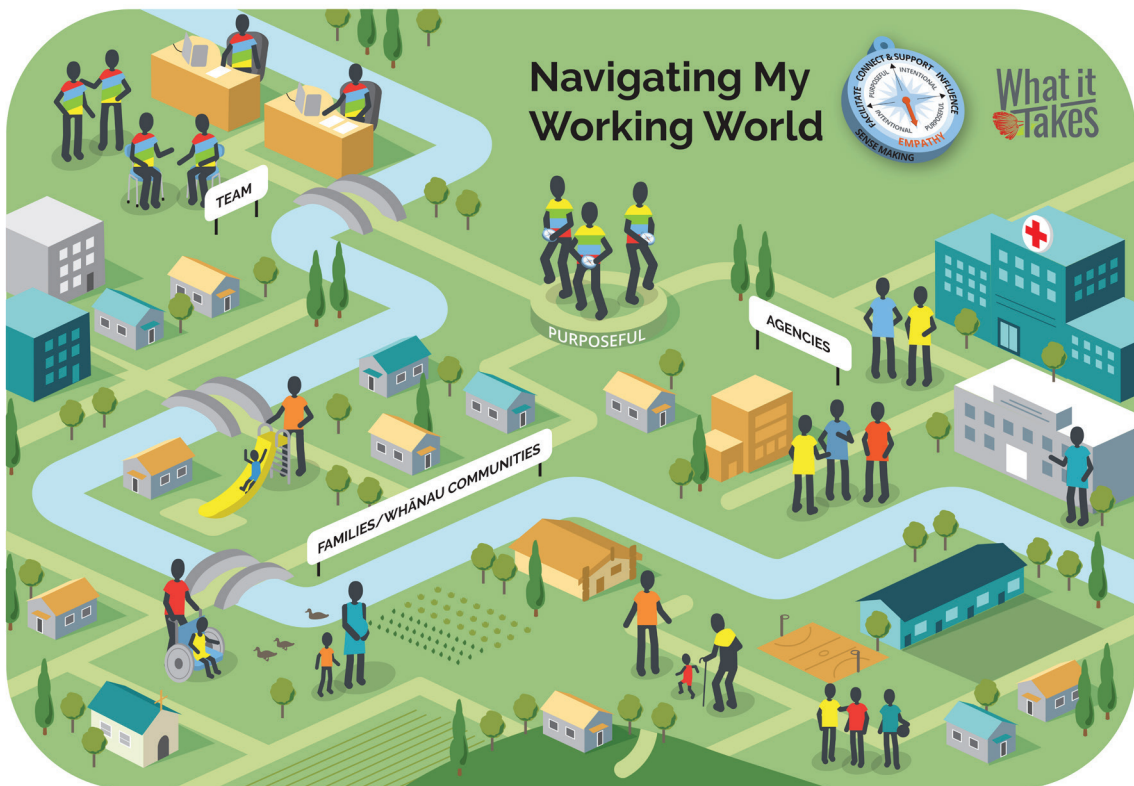 Navigating My
Working World
FACILITATE CONNECT & SUPPORT INFLUENCE
PURPOSEFUL
INTENTIONAL
INTENTIONAL
PURPOSEFUL
EMPATHY
SENSE MAKING
What it
Takes
TEAM
PURPOSEFUL
AGENCIES
FAMILIES/WHĀNAU COMMUNITIES